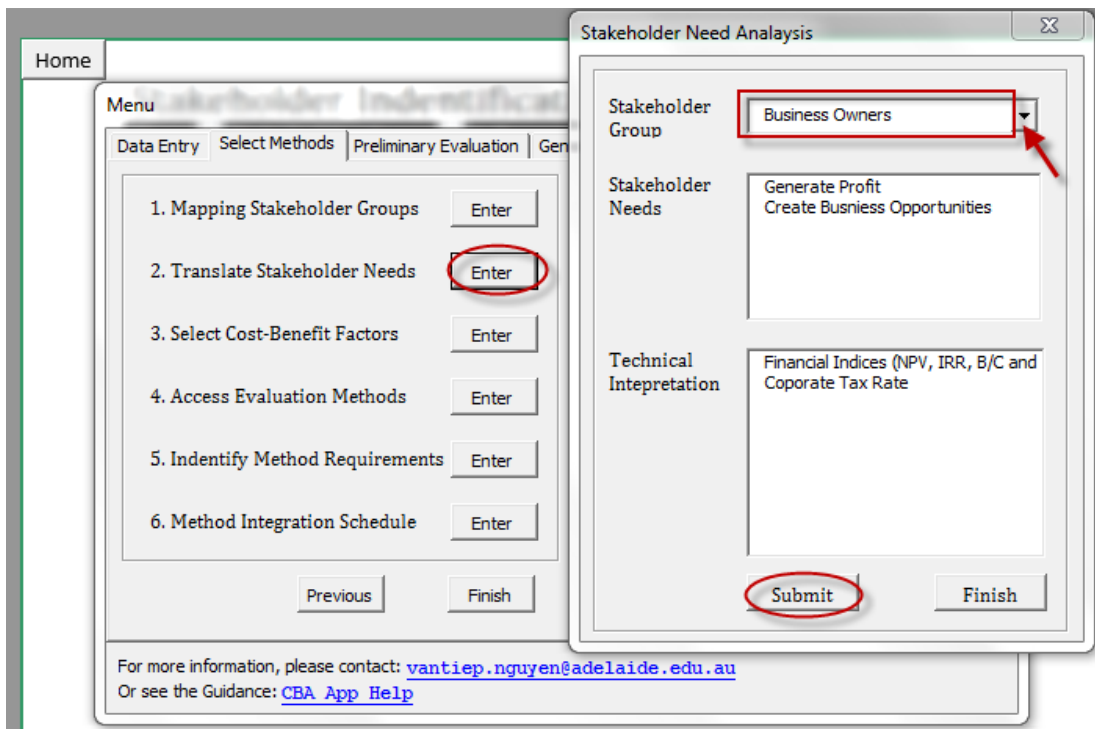 Home
Menu
Stakeholder Indentificat
Data Entry
Select Methods
Preliminary Evaluation
Gen
1. Mapping Stakeholder Groups
Enter
2. Translate Stakeholder Needs
Enter
3. Select Cost-Benefit Factors
Enter
4. Access Evaluation Methods
Enter
5. Indentify Method Requirements
Enter
6. Method Integration Schedule
Enter
Previous
Finish
For more information, please contact: vantiep.nguyen@adelaide.edu.au
Or see the Guidance: CBA App Help
Stakeholder Need Analaysis
Stakeholder
Group
Business Owners
Stakeholder
Needs
Generate Profit
Create Busniess Opportunities
Technical
Intepretation
Financial Indices (NPV, IRR, B/C and
Coporate Tax Rate
Submit
Finish